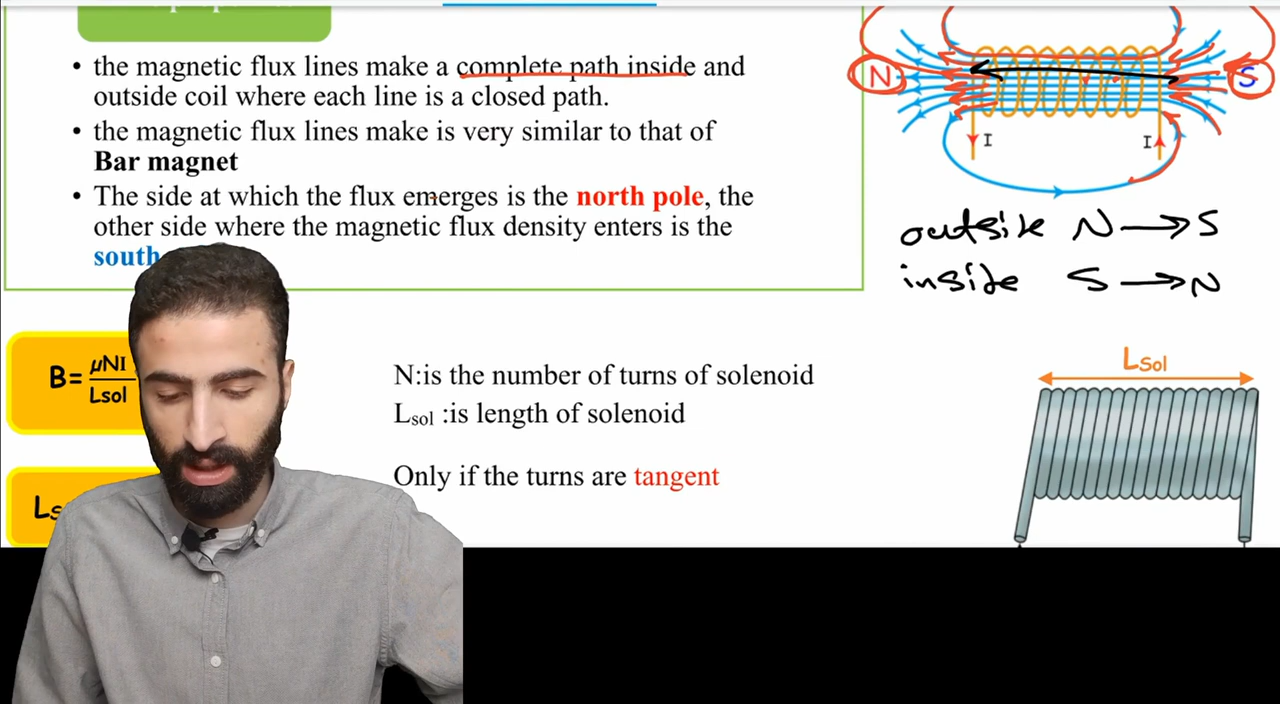 • the magnetic flux lines make a complete path inside and
outside coil where each line is a closed path.
• the magnetic flux lines make is very similar to that of
Bar magnet
• The side at which the flux emerges is the north pole, the
other side where the magnetic flux density enters is the
south
N
S
I
I
outside N → S
inside S → N
B= μNI / Lsol
N:is the number of turns of solenoid
Lsol :is length of solenoid
Only if the turns are tangent
Lsol